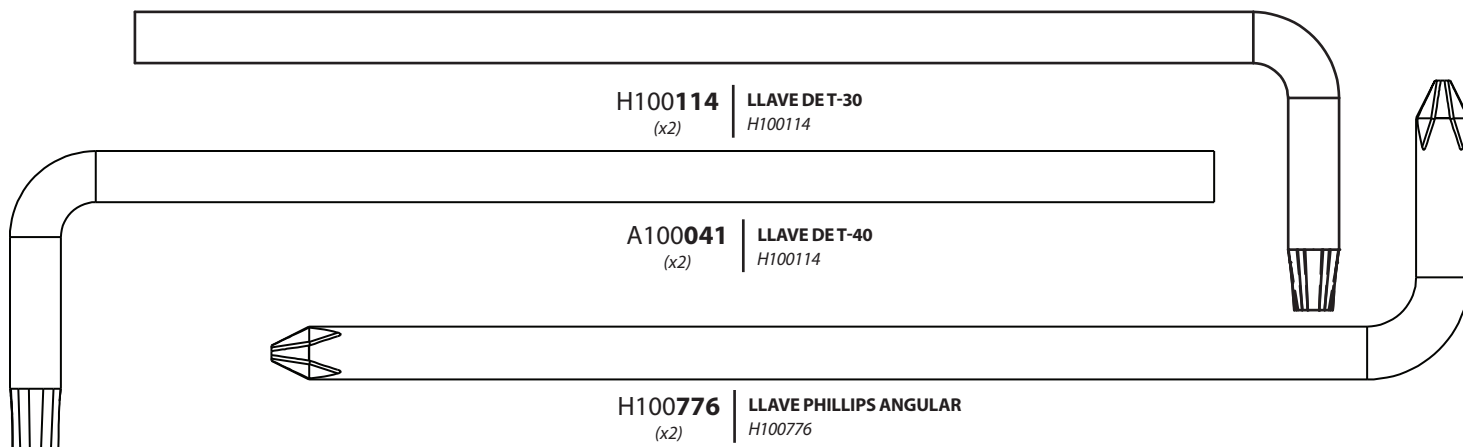 H100114 LLAVE DE T-30
(x2) H100114
A100041 LLAVE DE T-40
(x2) H100114
H100776 LLAVE PHILLIPS ANGULAR
(x2) H100776